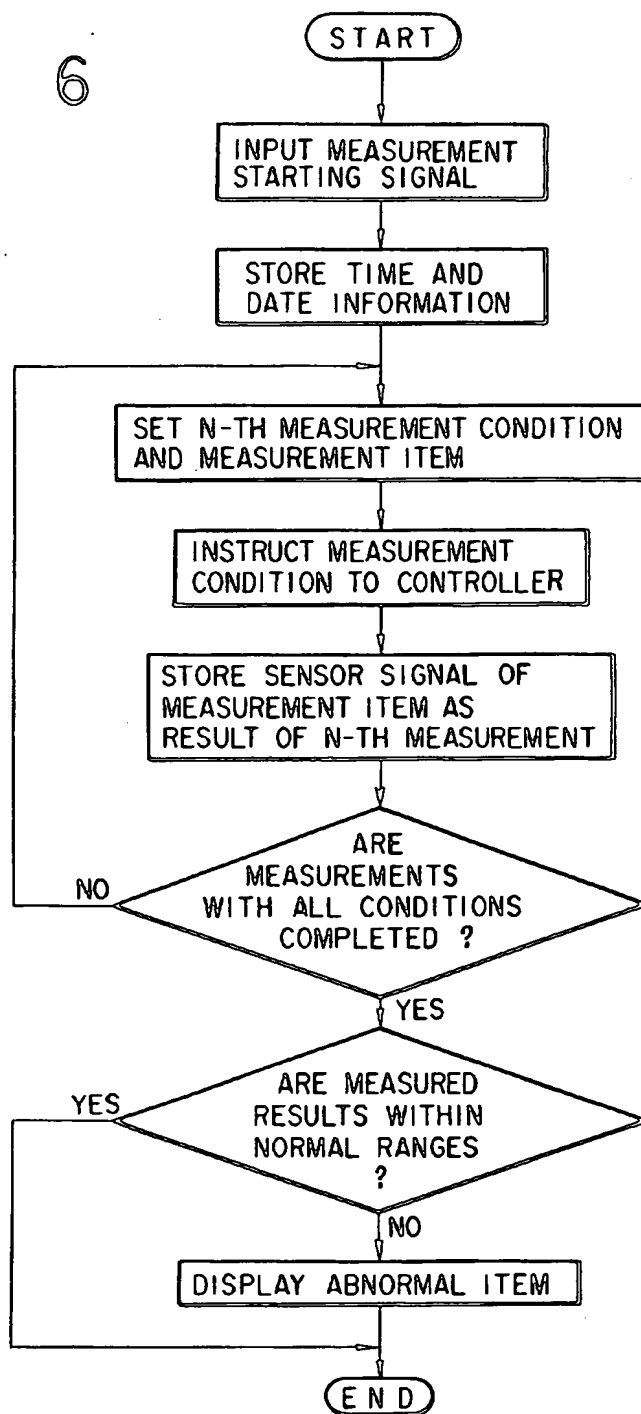 6
START
INPUT MEASUREMENT
STARTING SIGNAL
STORE TIME AND
DATE INFORMATION
SET N-TH MEASUREMENT CONDITION
AND MEASUREMENT ITEM
INSTRUCT MEASUREMENT
CONDITION TO CONTROLLER
STORE SENSOR SIGNAL OF
MEASUREMENT ITEM AS
RESULT OF N-TH MEASUREMENT
ARE
MEASUREMENTS
WITH ALL CONDITIONS
COMPLETED ?
NO
YES
ARE MEASURED
RESULTS WITHIN
NORMAL RANGES
?
YES
NO
DISPLAY ABNORMAL ITEM
END